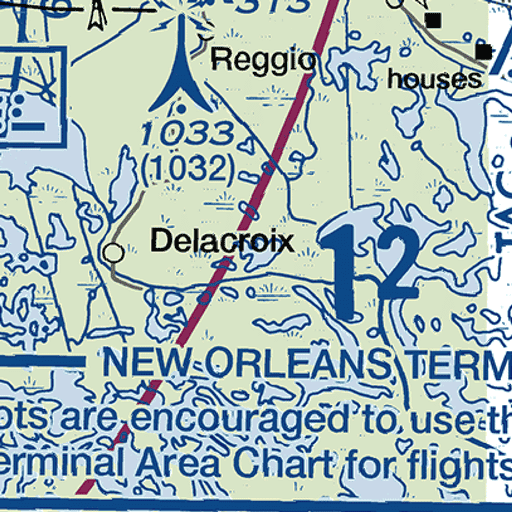 313
Reggio
houses
1033
(1032)
Delacroix
12
NEW ORLEANS TERM
ots are encouraged to use th
erminal Area Chart for flights